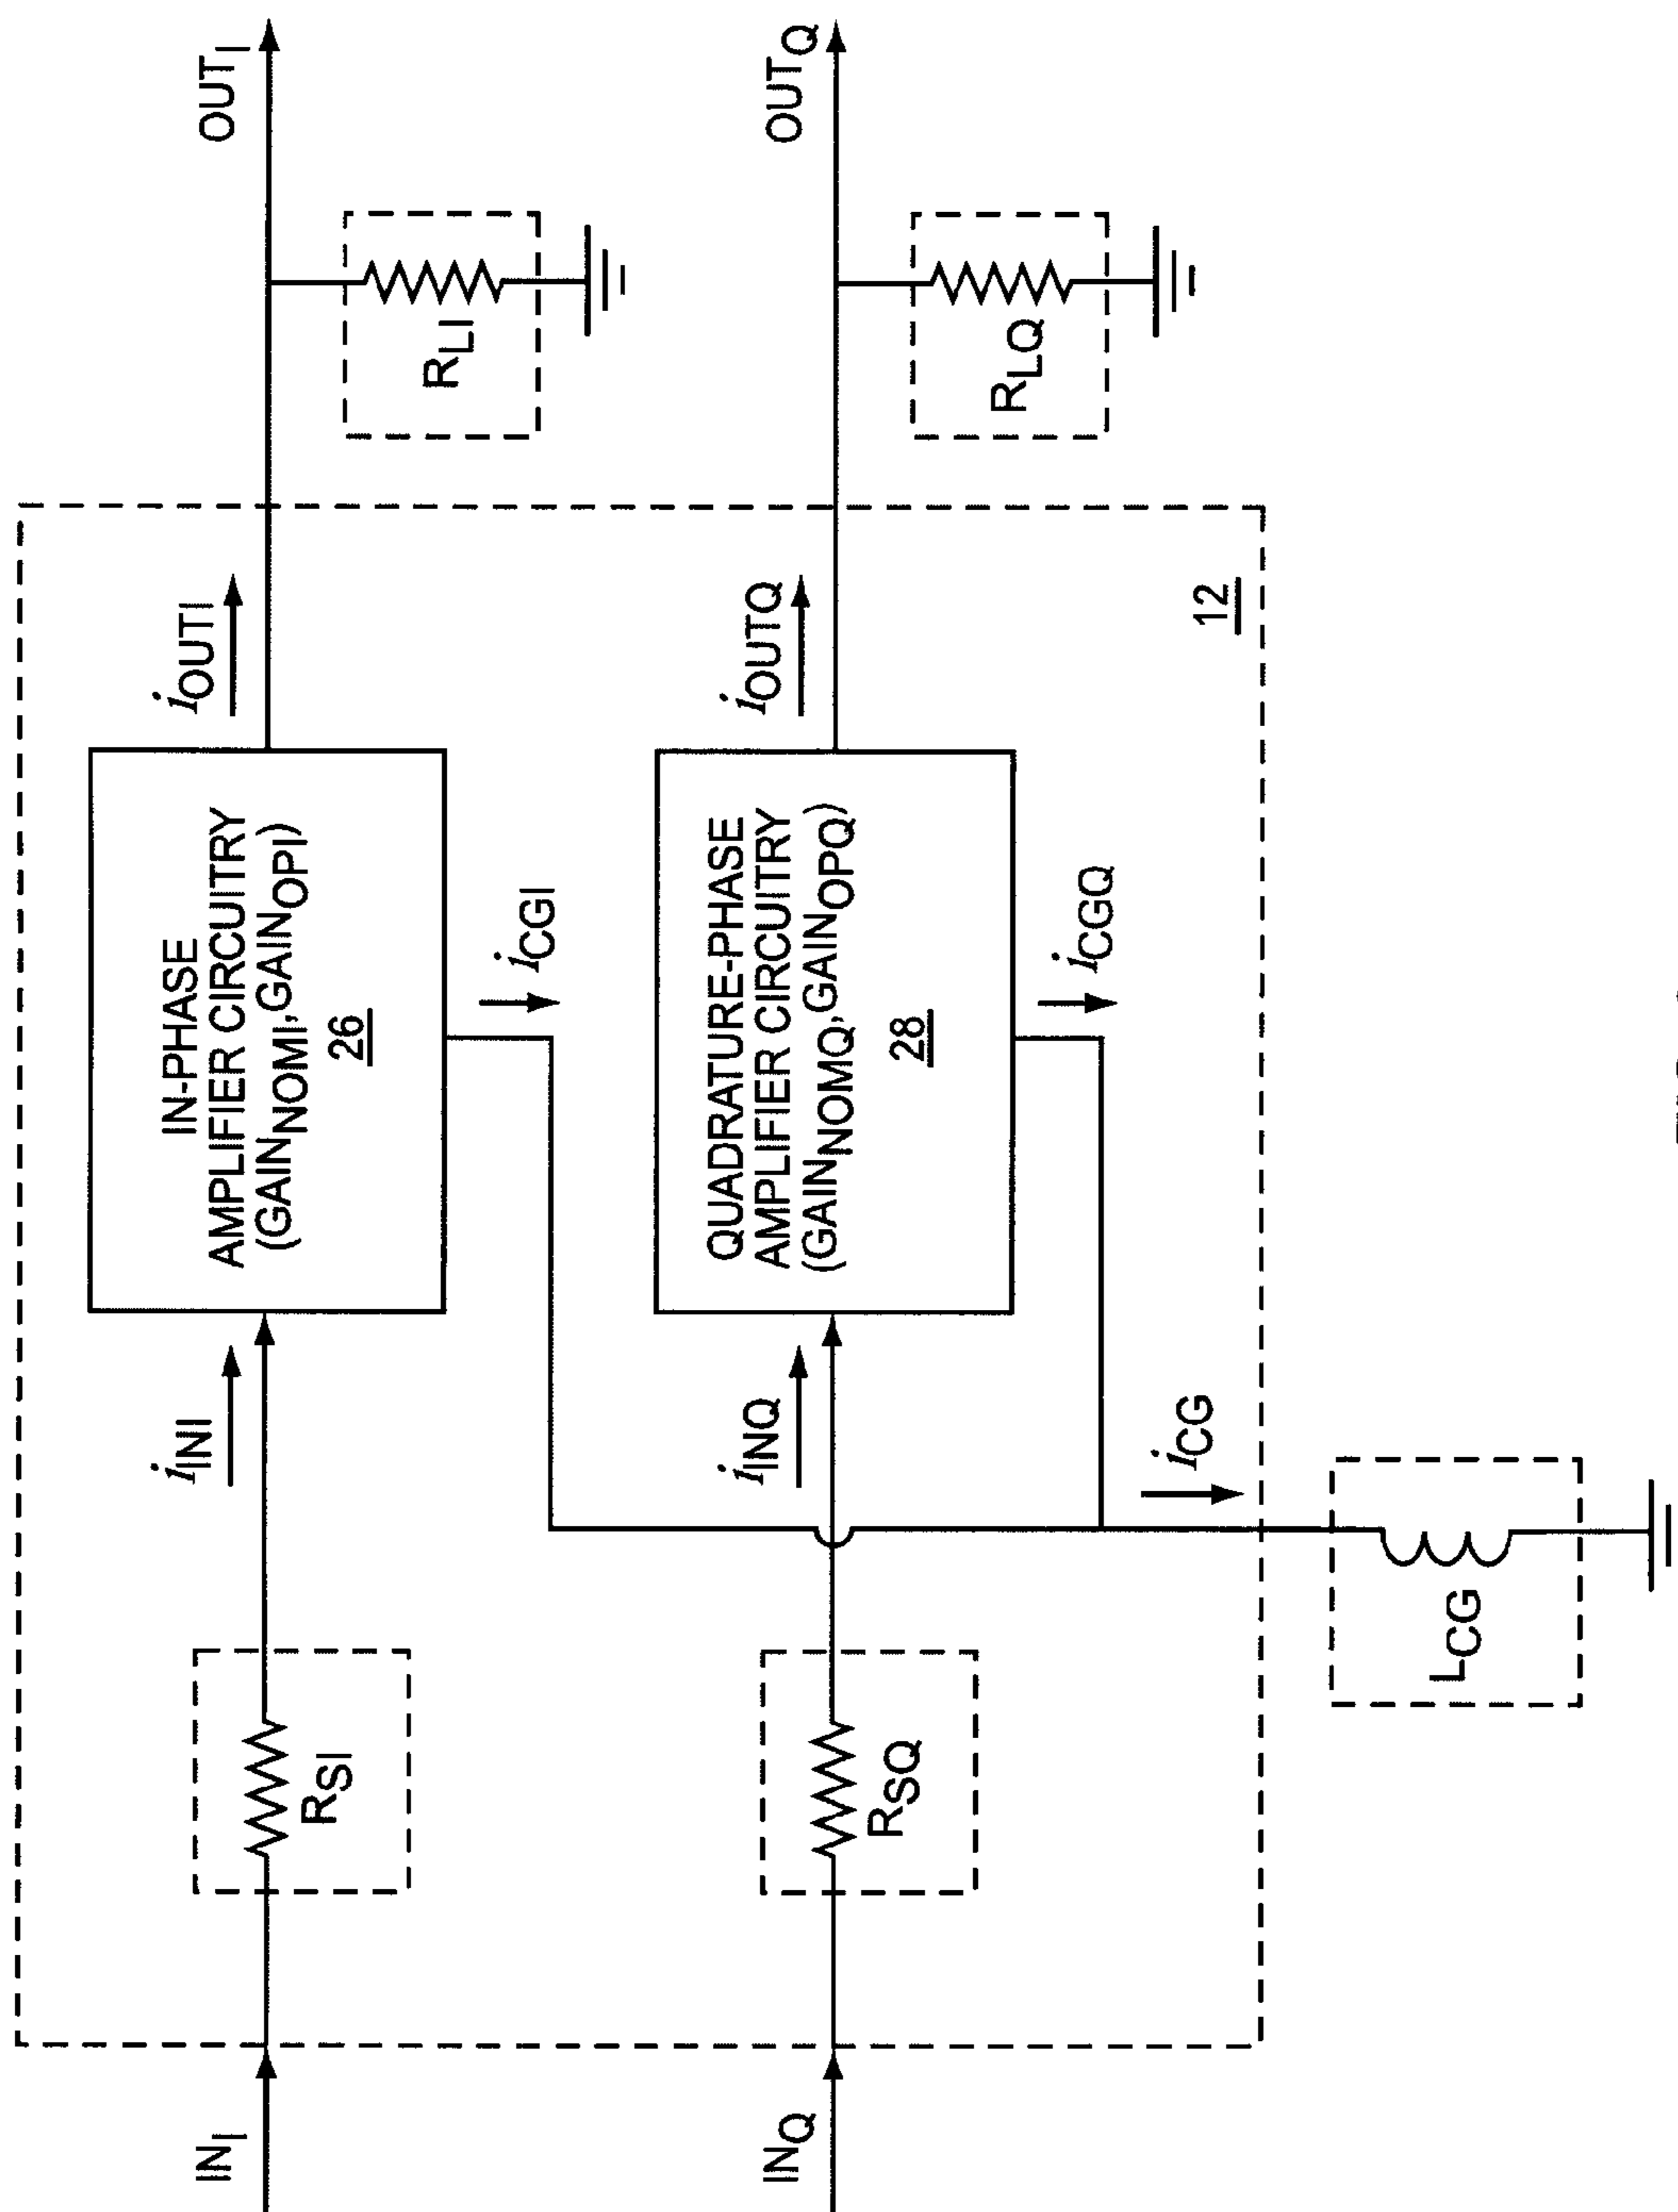 OUT_I
OUT_Q
i_OUTI
i_OUTQ
R_LI
R_LQ
12
IN-PHASE
AMPLIFIER CIRCUITRY
(GAIN_NOMI, GAIN_OPI)
26
i_CGI
QUADRATURE-PHASE
AMPLIFIER CIRCUITRY
(GAIN_NOMQ, GAIN_OPQ)
28
i_CGQ
i_INI
i_INQ
i_CG
R_SI
R_SQ
L_CG
IN_I
IN_Q